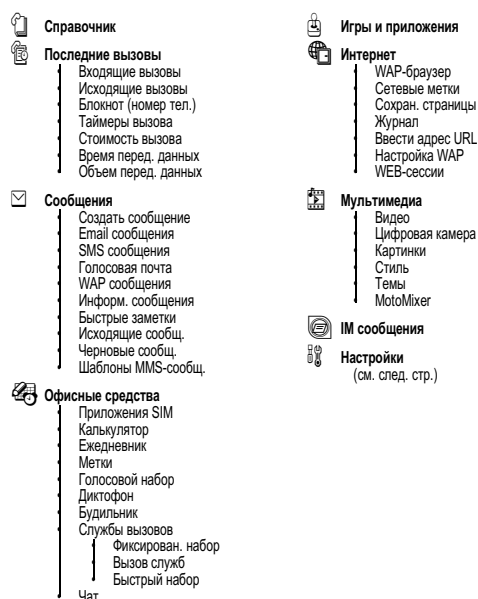 Справочник
Последние вызовы
Входящие вызовы
Исходящие вызовы
Блокнот (номер тел.)
Таймеры вызова
Стоимость вызова
Время перед. данных
Объем перед. данных
Сообщения
Создать сообщение
Email сообщения
SMS сообщения
Голосовая почта
WAP сообщения
Информ. сообщения
Быстрые заметки
Исходящие сообщ.
Черновые сообщ.
Шаблоны MMS-сообщ.
Офисные средства
Приложения SIM
Калькулятор
Ежедневник
Метки
Голосовой набор
Диктофон
Будильник
Службы вызовов
Фиксирован. набор
Вызов служб
Быстрый набор
Чат
Игры и приложения
Интернет
WAP-браузер
Сетевые метки
Сохран. страницы
Журнал
Ввести адрес URL
Настройка WAP
WEB-сессии
Мультимедиа
Видео
Цифровая камера
Картинки
Стиль
Темы
MotoMixer
IM сообщения
Настройки
(см. след. стр.)